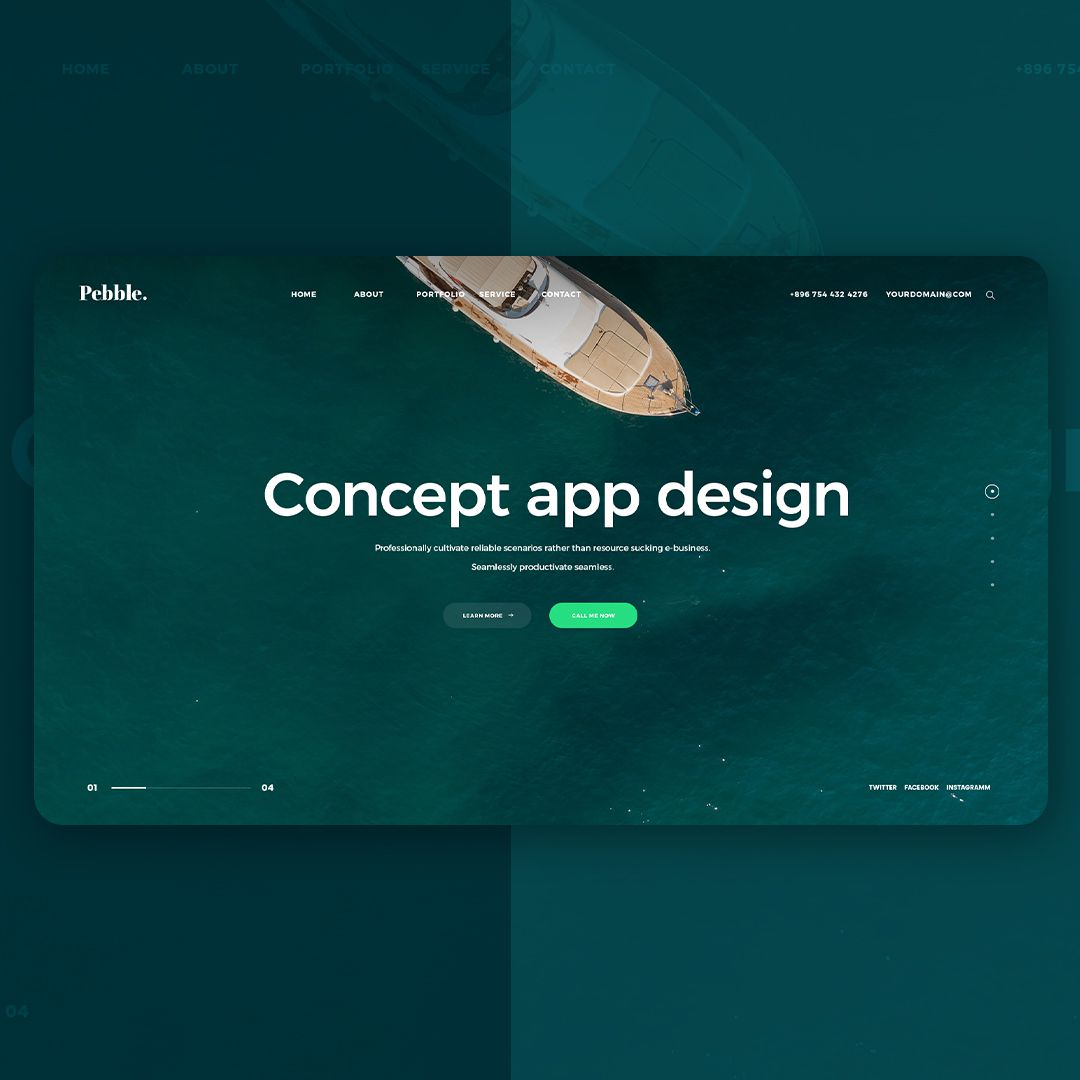 HOME ABOUT PORTFOLIO SERVICE CONTACT +896 754
Pebble. HOME ABOUT PORTFOLIO SERVICE CONTACT +896 754 432 4276 YOURDOMAIN@COM
Concept app design
Professionally cultivate reliable scenarios rather than resource sucking e-business.
Seamlessly productivate seamless.
LEARN MORE → CALL ME NOW
01 04 TWITTER FACEBOOK INSTAGRAMM
04